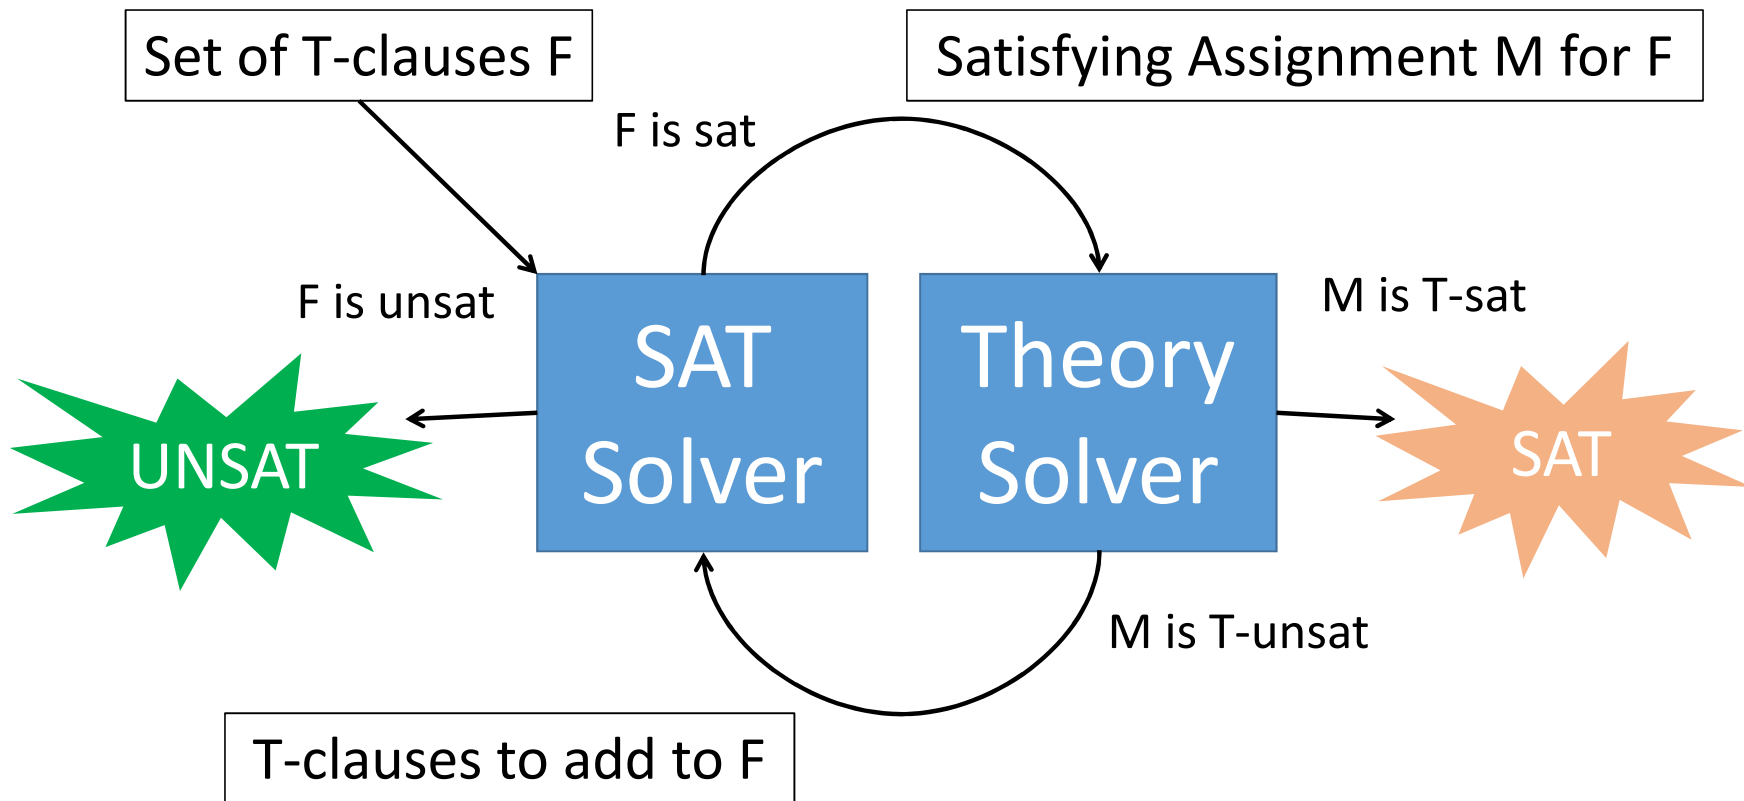 Set of T-clauses F
Satisfying Assignment M for F
F is sat
F is unsat
M is T-sat
SAT
Solver
Theory
Solver
UNSAT
SAT
M is T-unsat
T-clauses to add to F